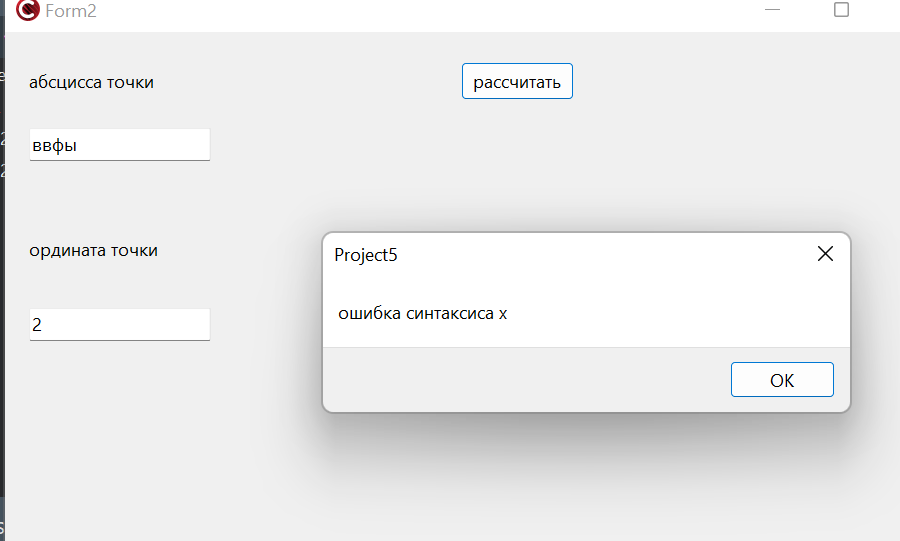 Form2
абсцисса точки
рассчитать
ввфы
ордината точки
2
Project5
ошибка синтаксиса x
OK